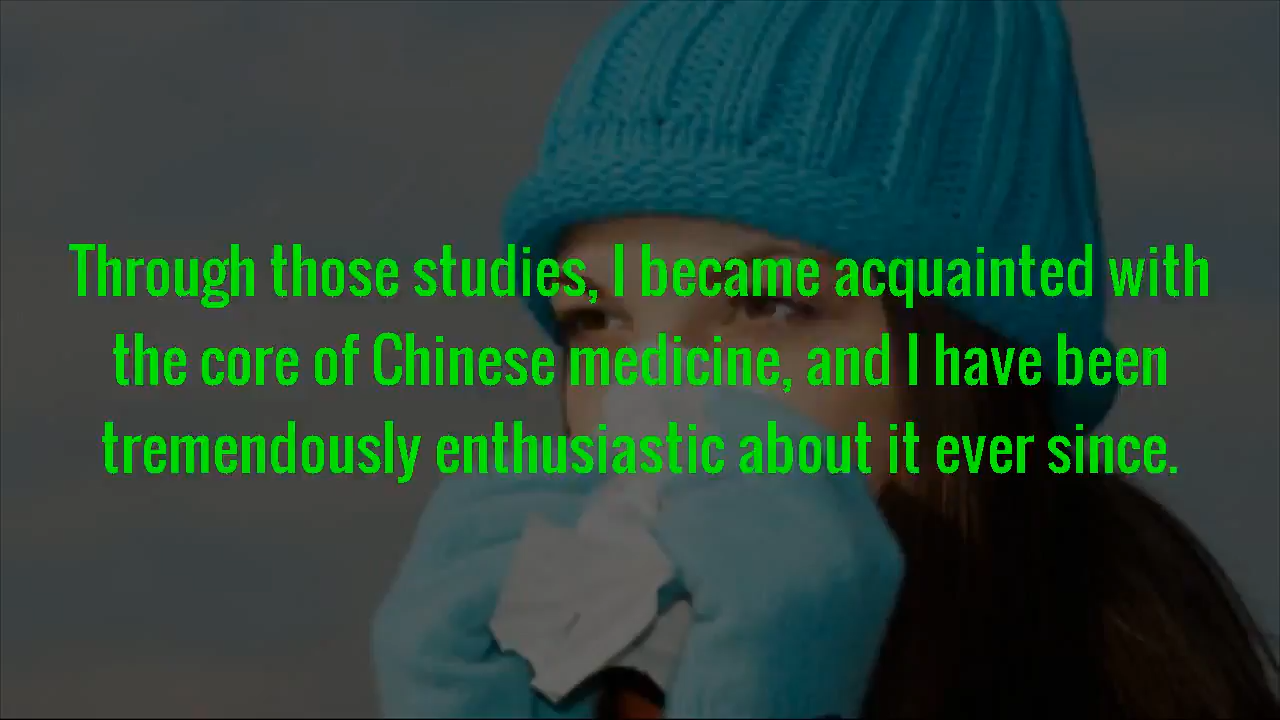 Through those studies, I became acquainted with
the core of Chinese medicine, and I have been
tremendously enthusiastic about it ever since.